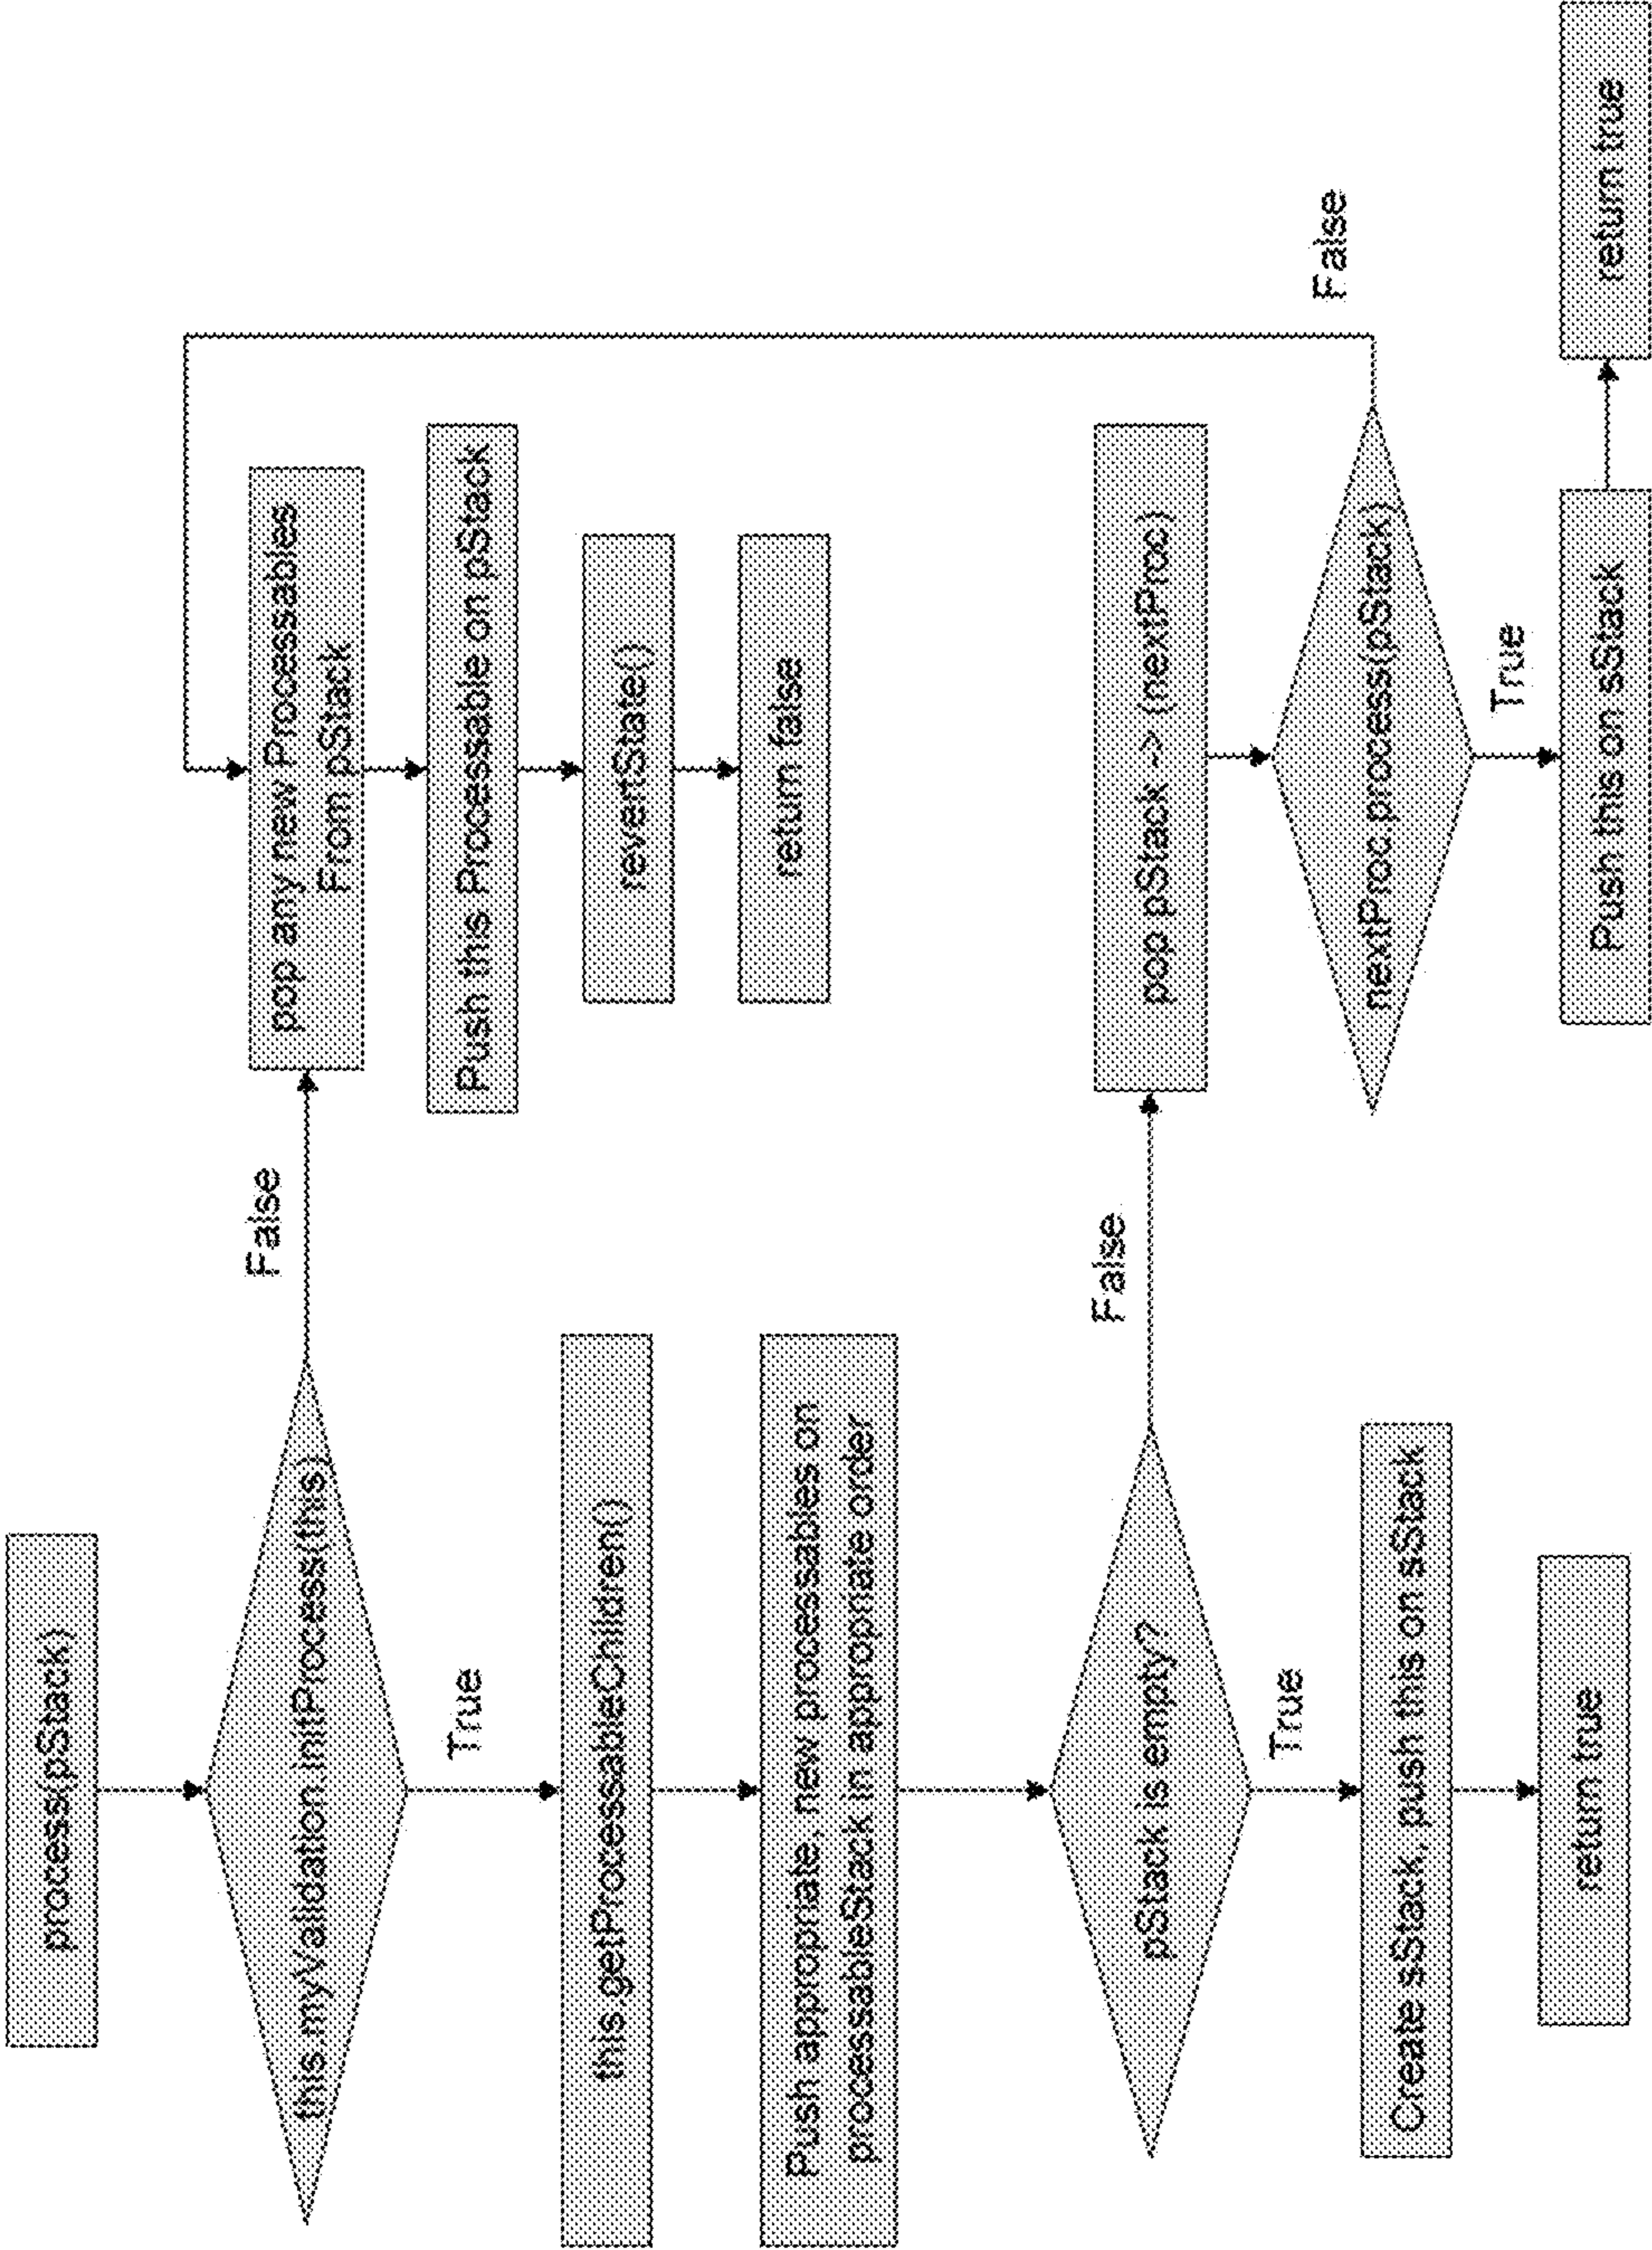 process(pStack)
this.myValidation.initProcess(this)
False
pop any new Processables
From pStack
Push this Processable on pStack
revertState()
return false
True
this.getProcessableChildren()
Push appropriate, new processables on
processableStack in appropriate order
pStack is empty?
False
pop pStack -> (nextProc)
nextProc.process(pStack)
False
True
Push this on sStack
return true
True
Create sStack, push this on sStack
return true